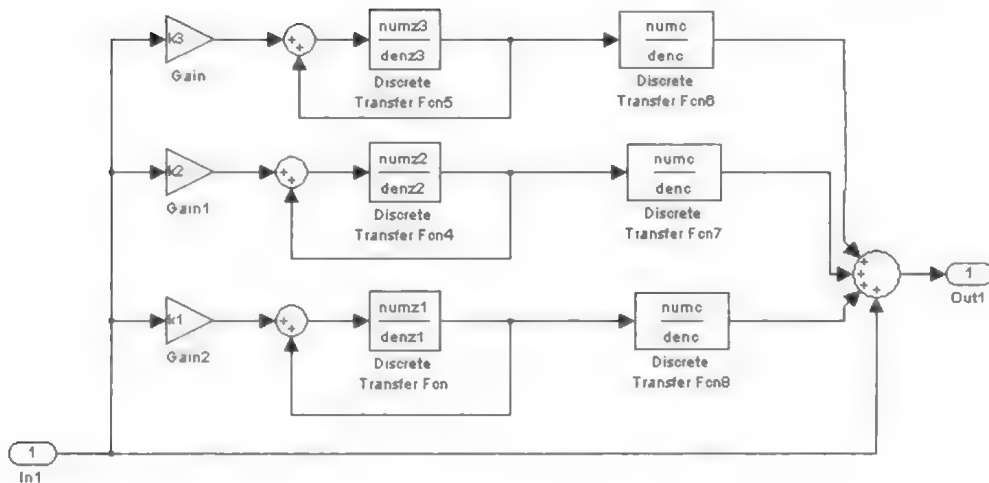 k3
Gain
+
+
numz3
denz3
Discrete
Transfer Fcn5
numc
denc
Discrete
Transfer Fcn6
k2
Gain1
+
+
numz2
denz2
Discrete
Transfer Fcn4
numc
denc
Discrete
Transfer Fcn7
k1
Gain2
+
+
numz1
denz1
Discrete
Transfer Fcn
numc
denc
Discrete
Transfer Fcn8
+
+
+
+
1
Out1
1
In1